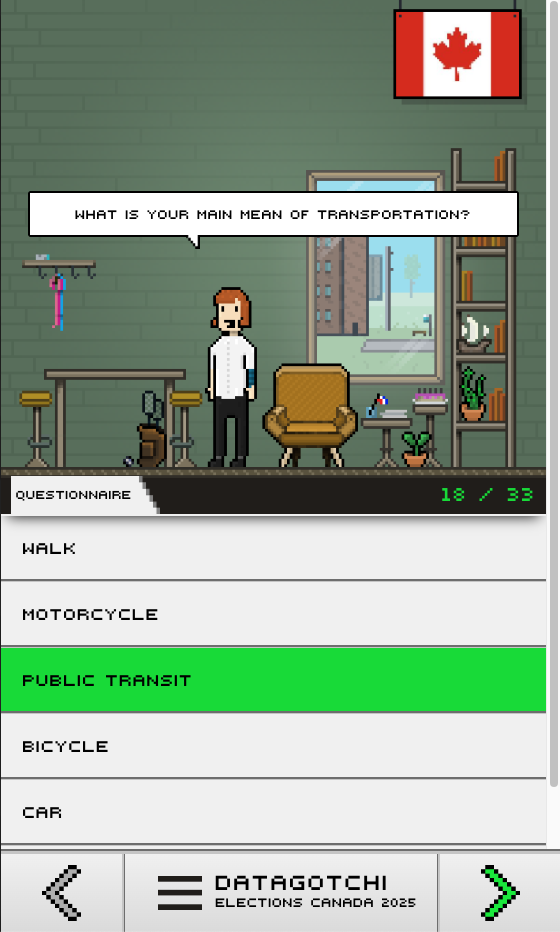 WHAT IS YOUR MAIN MEAN OF TRANSPORTATION?
QUESTIONNAIRE
18 / 33
WALK
MOTORCYCLE
PUBLIC TRANSIT
BICYCLE
CAR
DATAGOTCHI
ELECTIONS CANADA 2025